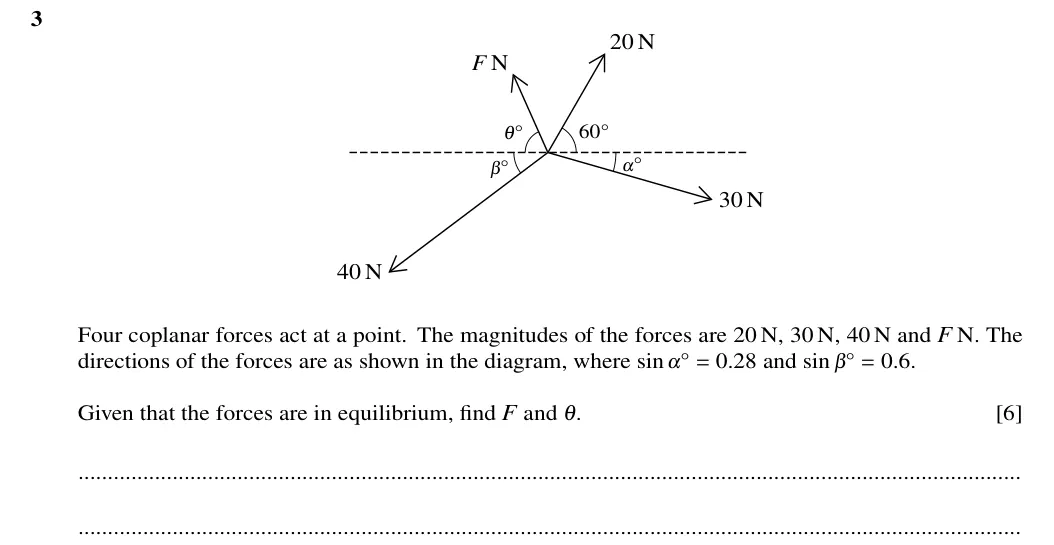 3
20 N
F N
θ° 60°
β° α°
30 N
40 N
Four coplanar forces act at a point. The magnitudes of the forces are 20 N, 30 N, 40 N and F N. The
directions of the forces are as shown in the diagram, where sin α° = 0.28 and sin β° = 0.6.
Given that the forces are in equilibrium, find F and θ. [6]